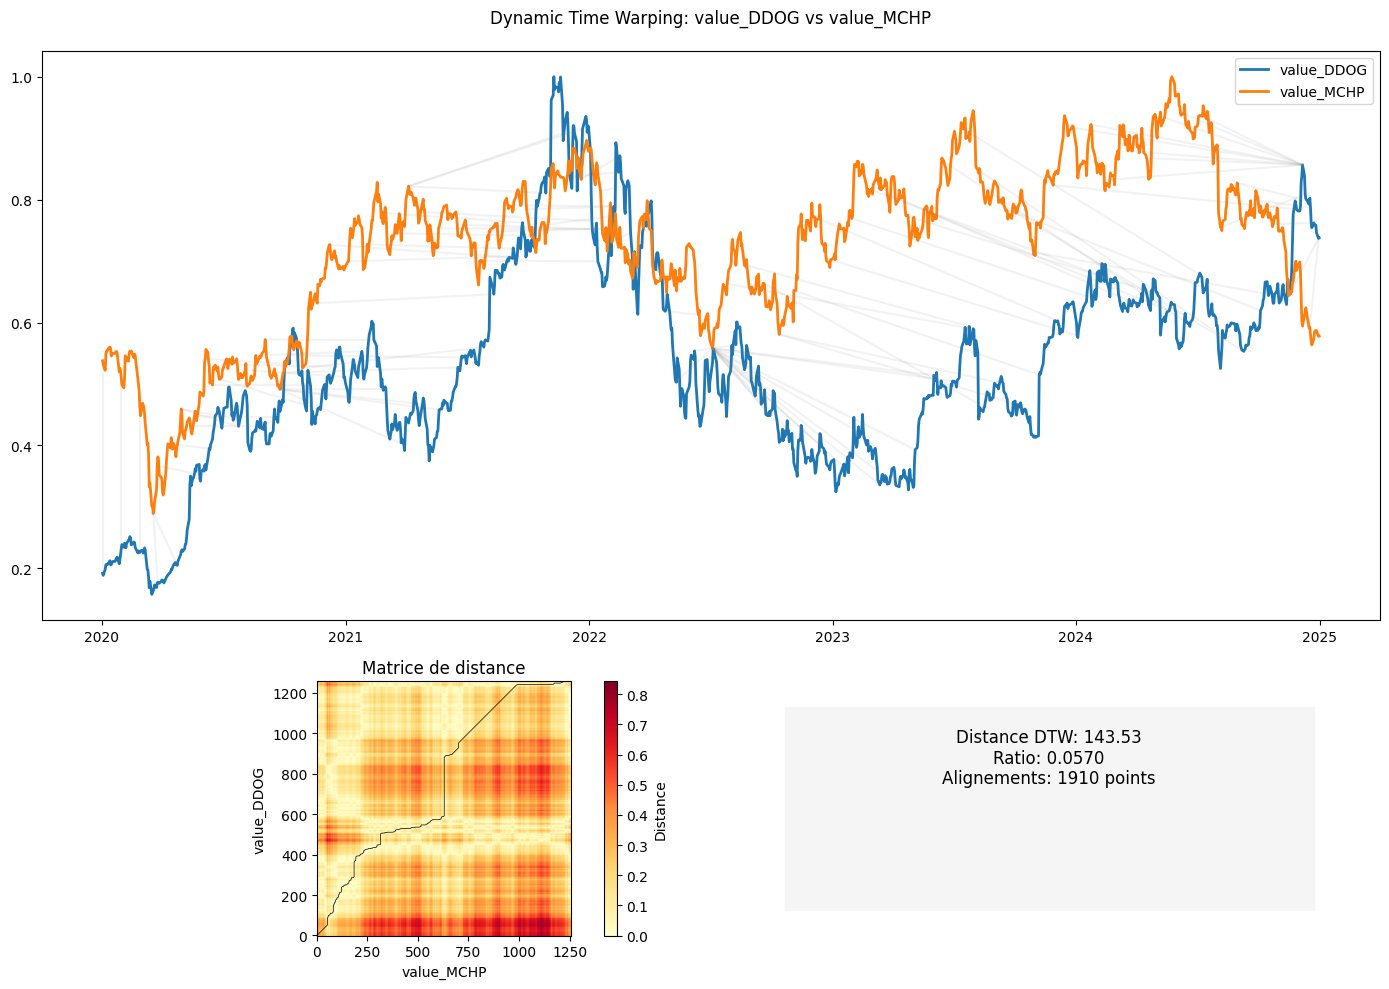 Dynamic Time Warping: value_DDOG vs value_MCHP
value_DDOG
value_MCHP
1.0
0.8
0.6
0.4
0.2
2020 2021 2022 2023 2024 2025
Matrice de distance
value_DDOG
1200
1000
800
600
400
200
0
0 250 500 750 1000 1250
value_MCHP
0.8
0.7
0.6
0.5
0.4
0.3
0.2
0.1
0.0
Distance
Distance DTW: 143.53
Ratio: 0.0570
Alignements: 1910 points